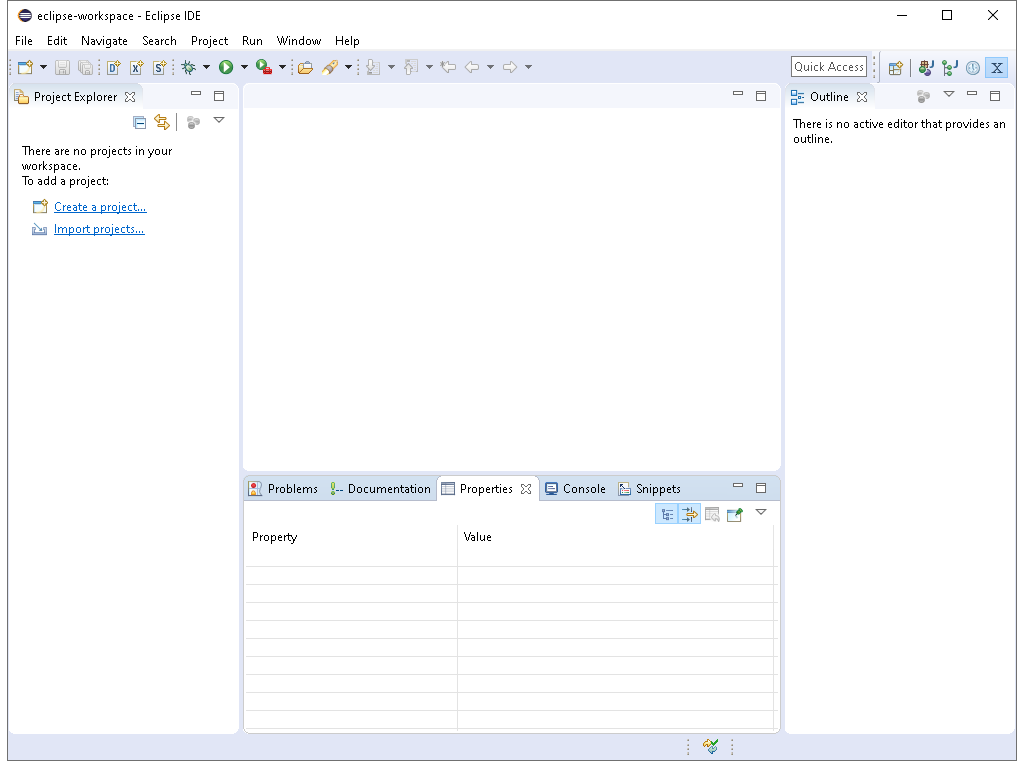 eclipse-workspace - Eclipse IDE
File Edit Navigate Search Project Run Window Help
Quick Access
Project Explorer
There are no projects in your
workspace.
To add a project:
Create a project...
Import projects...
Outline
There is no active editor that provides an
outline.
Problems Documentation Properties Console Snippets
Property Value